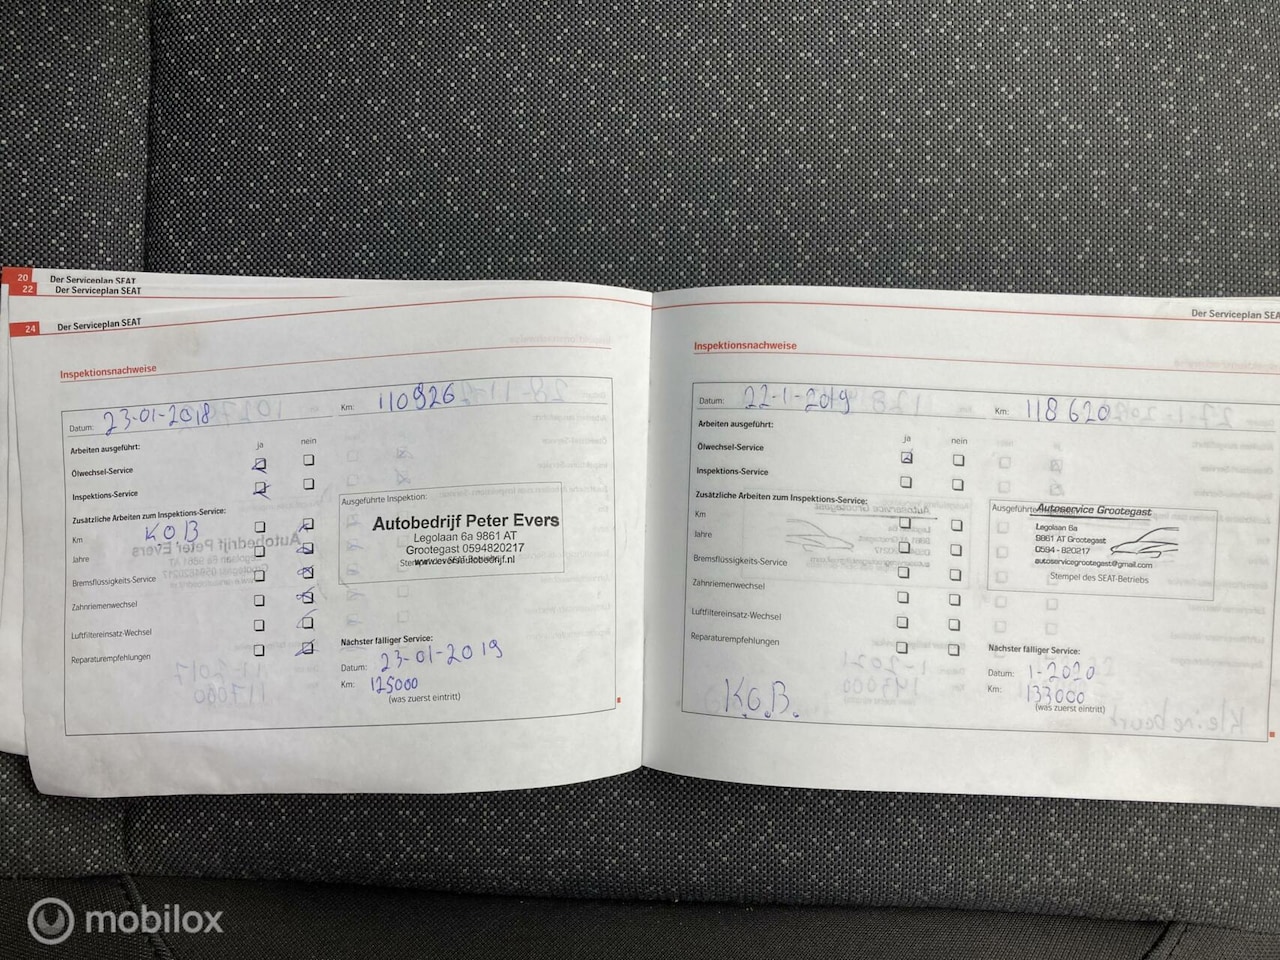 20 Der Serviceplan SEAT
22 Der Serviceplan SEAT
24 Der Serviceplan SEAT
Inspektionsnachweise
Datum: 23-01-2018 Km: 110926
Arbeiten ausgeführt: ja nein
Ölwechsel-Service
Inspektions-Service
Zusätzliche Arbeiten zum Inspektions-Service:
Km KOB
Jahre
Bremsflüssigkeits-Service
Zahnriemenwechsel
Luftfiltereinsatz-Wechsel
Reparaturempfehlungen
Ausgeführte Inspektion:
Autobedrijf Peter Evers
Legolaan 6a 9861 AT
Grootegast 0594820217
Nächster fälliger Service:
Datum: 23-01-2019
Km: 125000
(was zuerst eintritt)
Der Serviceplan SEA
Inspektionsnachweise
Datum: 22-1-2019 Km: 118620
Arbeiten ausgeführt: ja nein
Ölwechsel-Service
Inspektions-Service
Zusätzliche Arbeiten zum Inspektions-Service:
Km
Jahre
Bremsflüssigkeits-Service
Zahnriemenwechsel
Luftfiltereinsatz-Wechsel
Reparaturempfehlungen
K.O.B.
Autoservice Grootegast
Legolaan 6a
9861 AT Grootegast
0594-820217
autoservicegrootegast@gmail.com
Stempel des SEAT-Betriebs
Nächster fälliger Service:
Datum: 1-2020
Km: 133000
(was zuerst eintritt)
mobilox